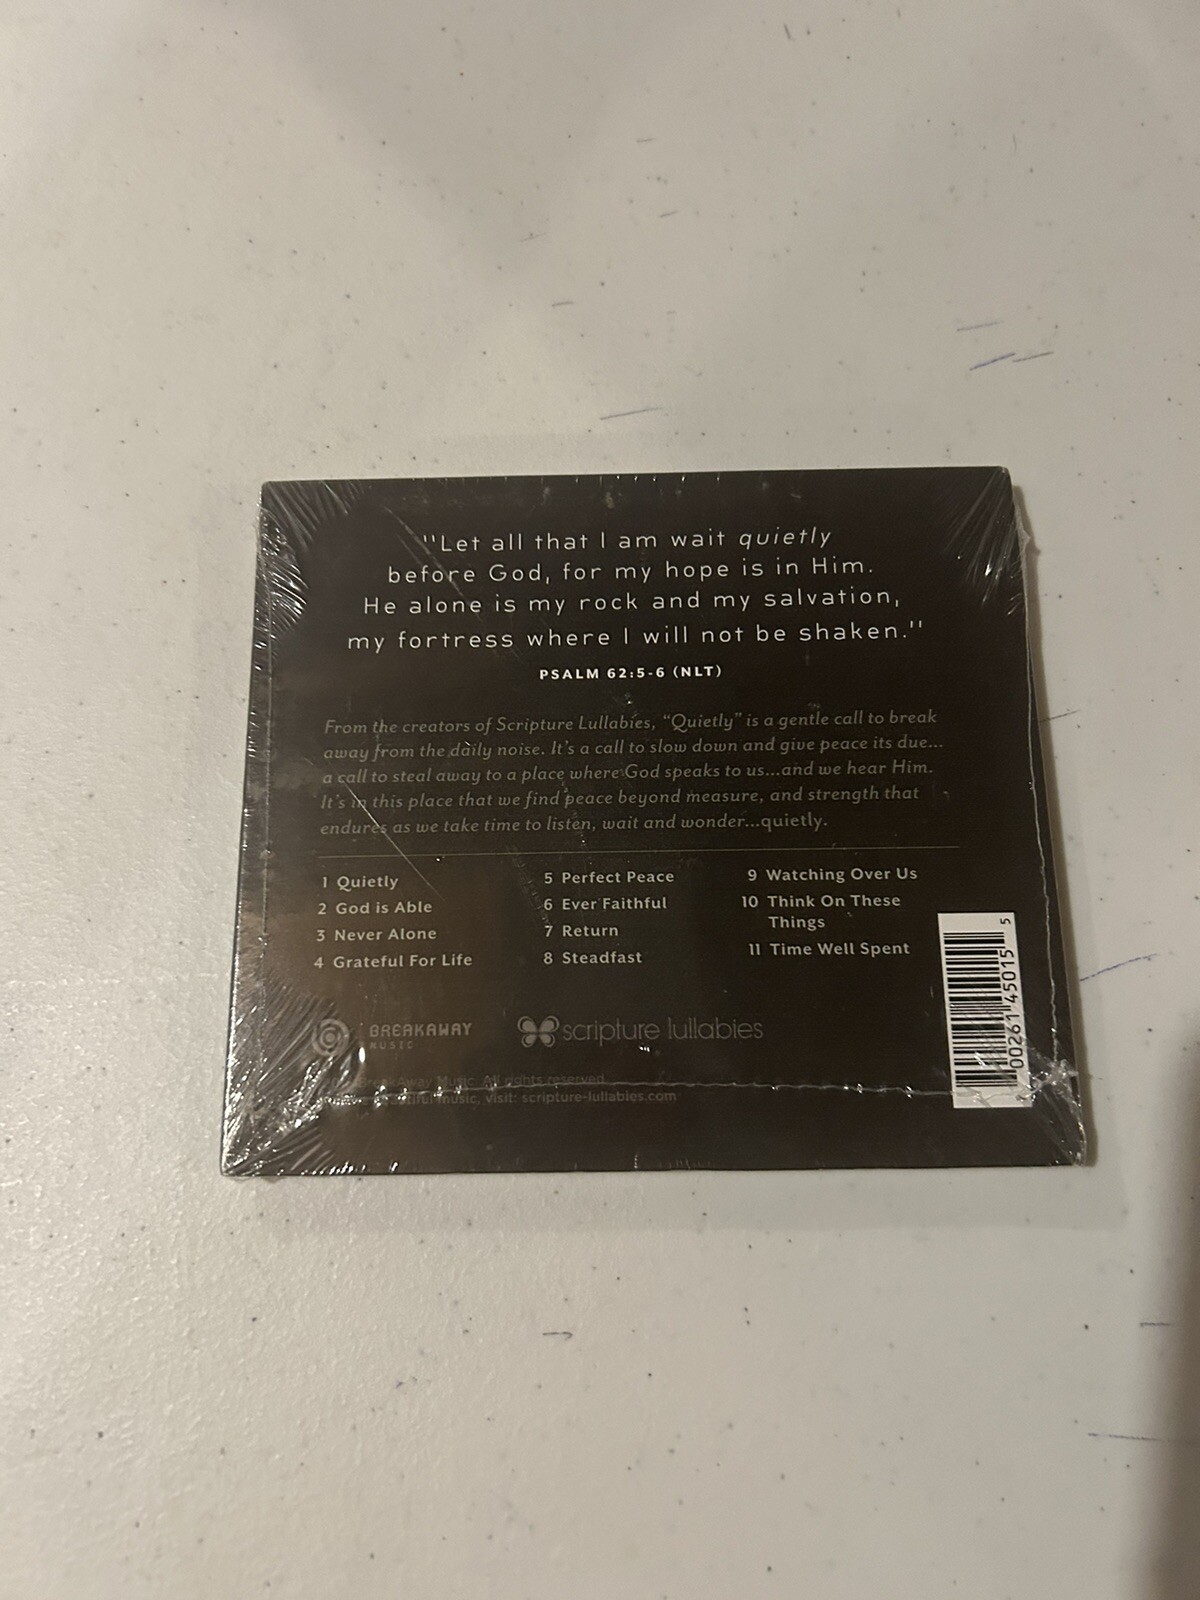 "Let all that I am wait quietly
before God, for my hope is in Him.
He alone is my rock and my salvation,
my fortress where I will not be shaken."
PSALM 62:5-6 (NLT)
From the creators of Scripture Lullabies, “Quietly” is a gentle call to break
away from the daily noise. It's a call to slow down and give peace its due...
a call to steal away to a place where God speaks to us...and we hear Him.
It's in this place that we find peace beyond measure, and strength that
endures as we take time to listen, wait and wonder...quietly.
1 Quietly
2 God is Able
3 Never Alone
4 Grateful For Life
5 Perfect Peace
6 Ever Faithful
7 Return
8 Steadfast
9 Watching Over Us
10 Think On These
Things
11 Time Well Spent
BREAKAWAY
MUSIC
scripture lullabies
BreakAway Music. All rights reserved.
music, visit: scripture-lullabies.com
00261 45015 5